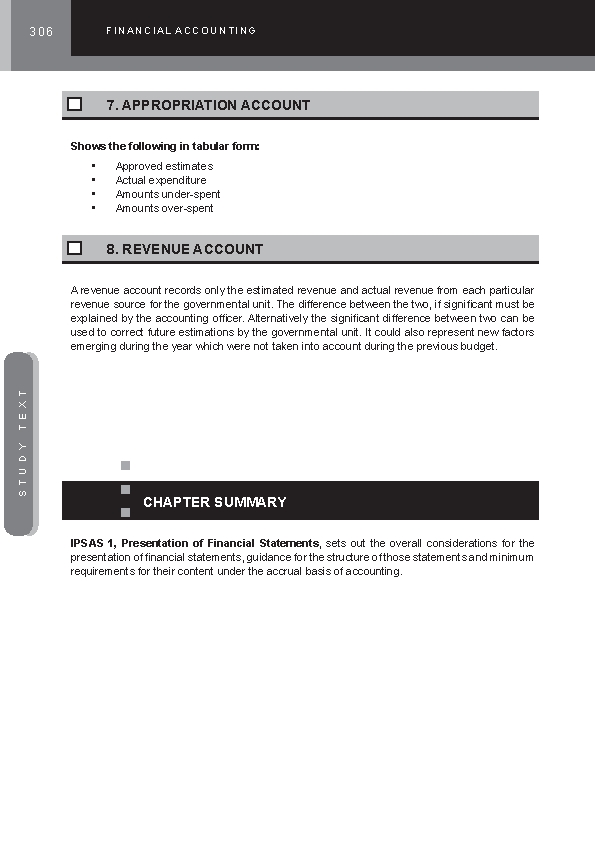 306
FINANCIAL ACCOUNTING
7. APPROPRIATION ACCOUNT
Shows the following in tabular form:
• Approved estimates
• Actual expenditure
• Amounts under-spent
• Amounts over-spent
8. REVENUE ACCOUNT
A revenue account records only the estimated revenue and actual revenue from each particular
revenue source for the governmental unit. The difference between the two, if significant must be
explained by the accounting officer. Alternatively the significant difference between two can be
used to correct future estimations by the governmental unit. It could also represent new factors
emerging during the year which were not taken into account during the previous budget.
STUDY TEXT
CHAPTER SUMMARY
IPSAS 1, Presentation of Financial Statements, sets out the overall considerations for the
presentation of financial statements, guidance for the structure of those statements and minimum
requirements for their content under the accrual basis of accounting.